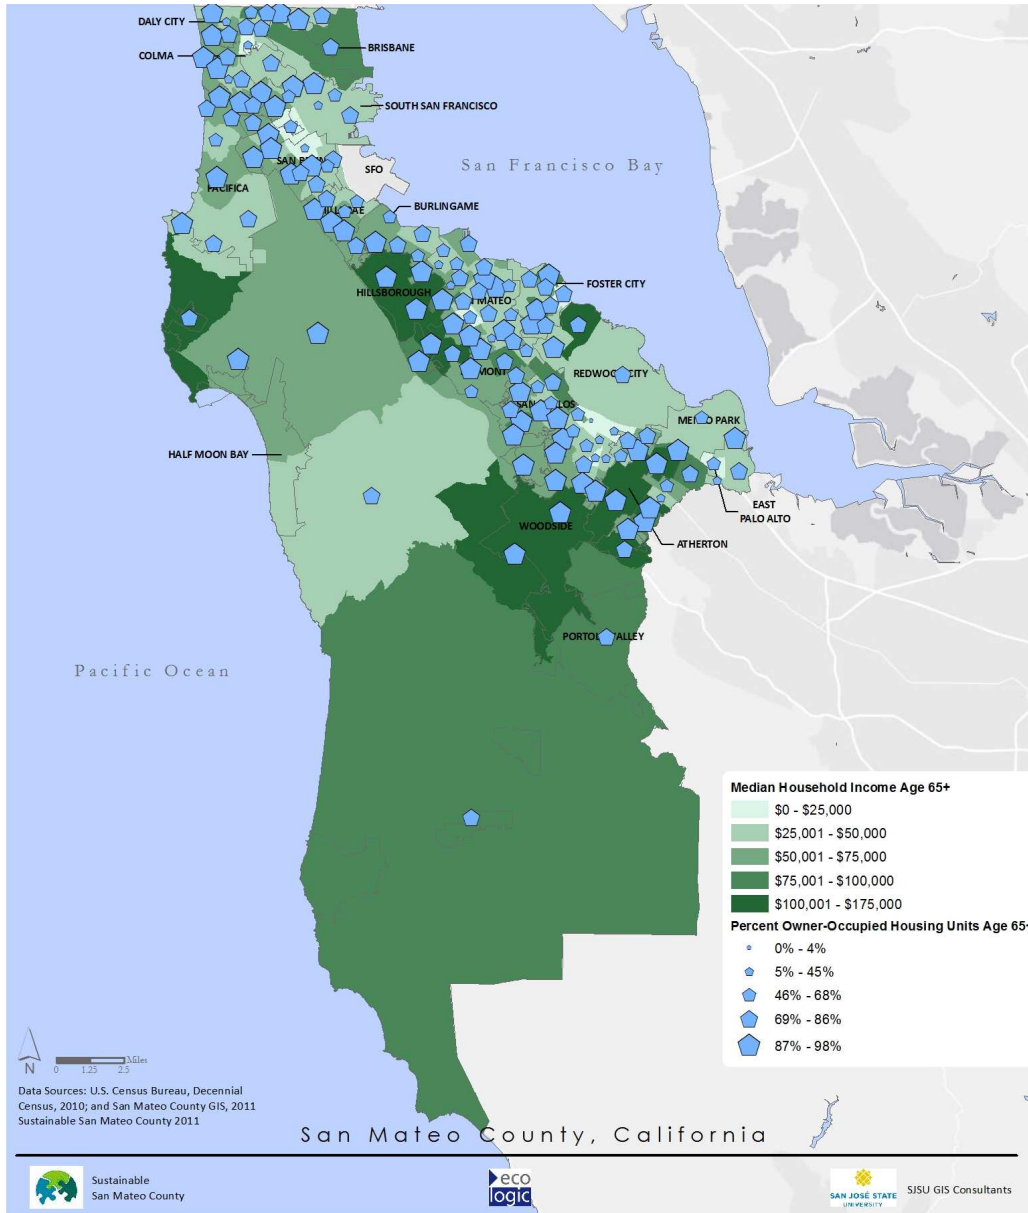 DALY CITY
COLMA
BRISBANE
SOUTH SAN FRANCISCO
San Francisco Bay
SFO
PACIFICA
BURLINGAME
HILLSBOROUGH
FOSTER CITY
MATEO
REDWOOD CITY
MENLO PARK
HALF MOON BAY
EAST
PALO ALTO
WOODSIDE
ATHERTON
PORTOLA VALLEY
Pacific Ocean
Median Household Income Age 65+
$0 - $25,000
$25,001 - $50,000
$50,001 - $75,000
$75,001 - $100,000
$100,001 - $175,000
Percent Owner-Occupied Housing Units Age 65+
0% - 4%
5% - 45%
46% - 68%
69% - 86%
87% - 98%
N
Miles
0 1.25 2.5
Data Sources: U.S. Census Bureau, Decennial
Census, 2010; and San Mateo County GIS, 2011
Sustainable San Mateo County 2011
San Mateo County, California
Sustainable
San Mateo County
eco
logic
SAN JOSÉ STATE
UNIVERSITY
SJSU GIS Consultants